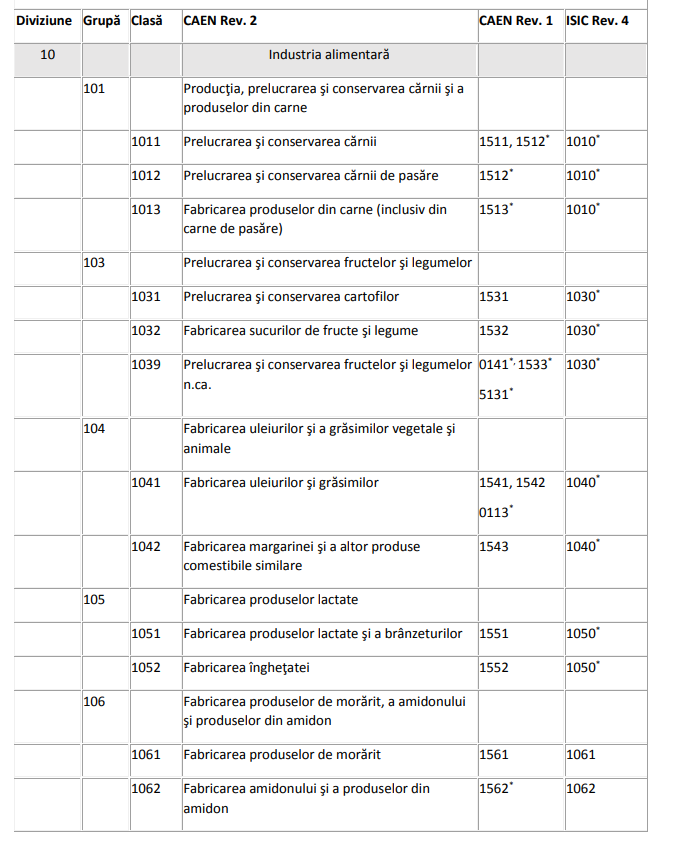 Diviziune Grupă Clasă CAEN Rev. 2 CAEN Rev. 1 ISIC Rev. 4
10 Industria alimentară
101 Producţia, prelucrarea şi conservarea cărnii şi a
produselor din carne
1011 Prelucrarea şi conservarea cărnii 1511, 1512* 1010*
1012 Prelucrarea şi conservarea cărnii de pasăre 1512* 1010*
1013 Fabricarea produselor din carne (inclusiv din 1513* 1010*
carne de pasăre)
103 Prelucrarea şi conservarea fructelor şi legumelor
1031 Prelucrarea şi conservarea cartofilor 1531 1030*
1032 Fabricarea sucurilor de fructe şi legume 1532 1030*
1039 Prelucrarea şi conservarea fructelor şi legumelor 0141*, 1533* 1030*
n.ca. 5131*
104 Fabricarea uleiurilor şi a grăsimilor vegetale şi
animale
1041 Fabricarea uleiurilor şi grăsimilor 1541, 1542 1040*
0113*
1042 Fabricarea margarinei şi a altor produse 1543 1040*
comestibile similare
105 Fabricarea produselor lactate
1051 Fabricarea produselor lactate şi a brânzeturilor 1551 1050*
1052 Fabricarea îngheţatei 1552 1050*
106 Fabricarea produselor de morărit, a amidonului
şi produselor din amidon
1061 Fabricarea produselor de morărit 1561 1061
1062 Fabricarea amidonului şi a produselor din 1562* 1062
amidon